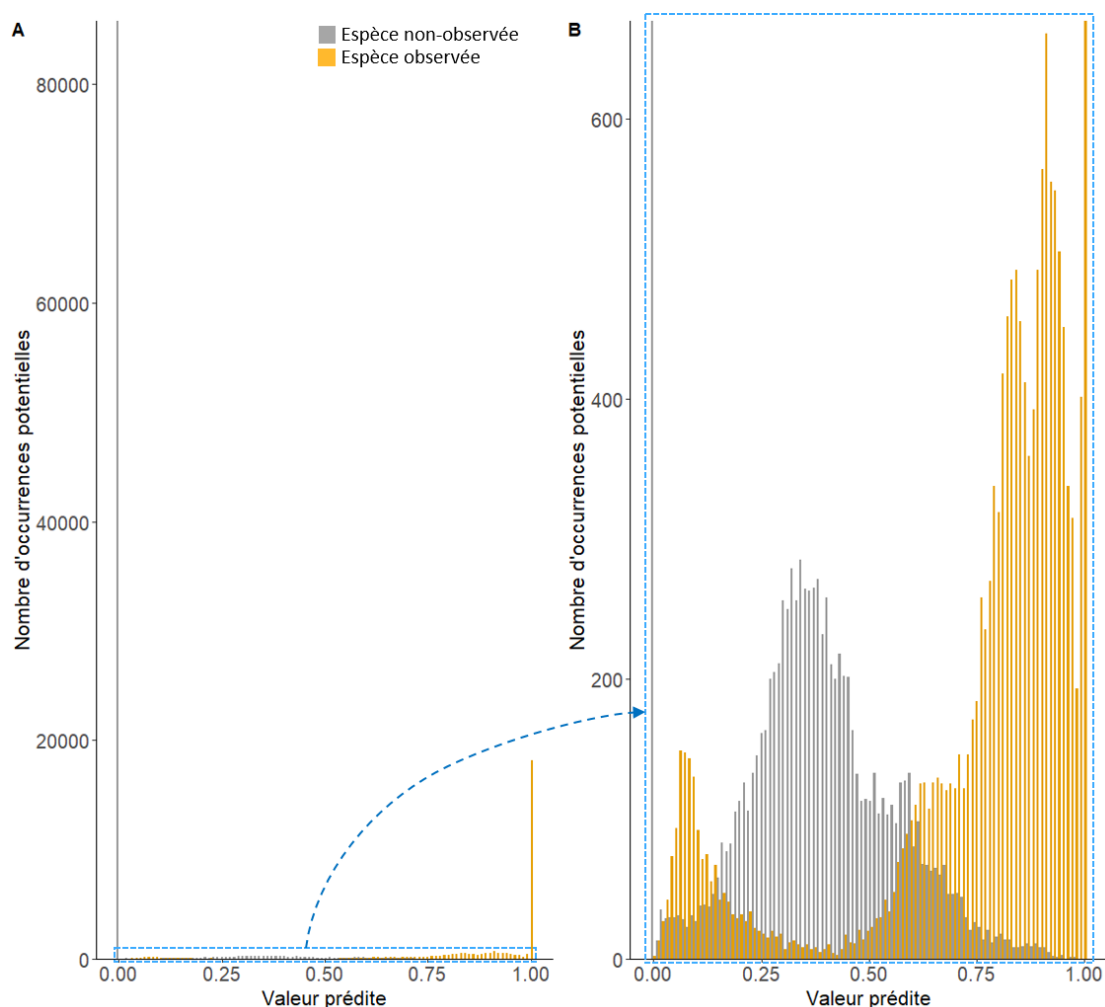 A
Espèce non-observée
Espèce observée
Nombre d'occurrences potentielles
80000
60000
40000
20000
0
0.00 0.25 0.50 0.75 1.00
Valeur prédite
B
Nombre d'occurrences potentielles
600
400
200
0
0.00 0.25 0.50 0.75 1.00
Valeur prédite